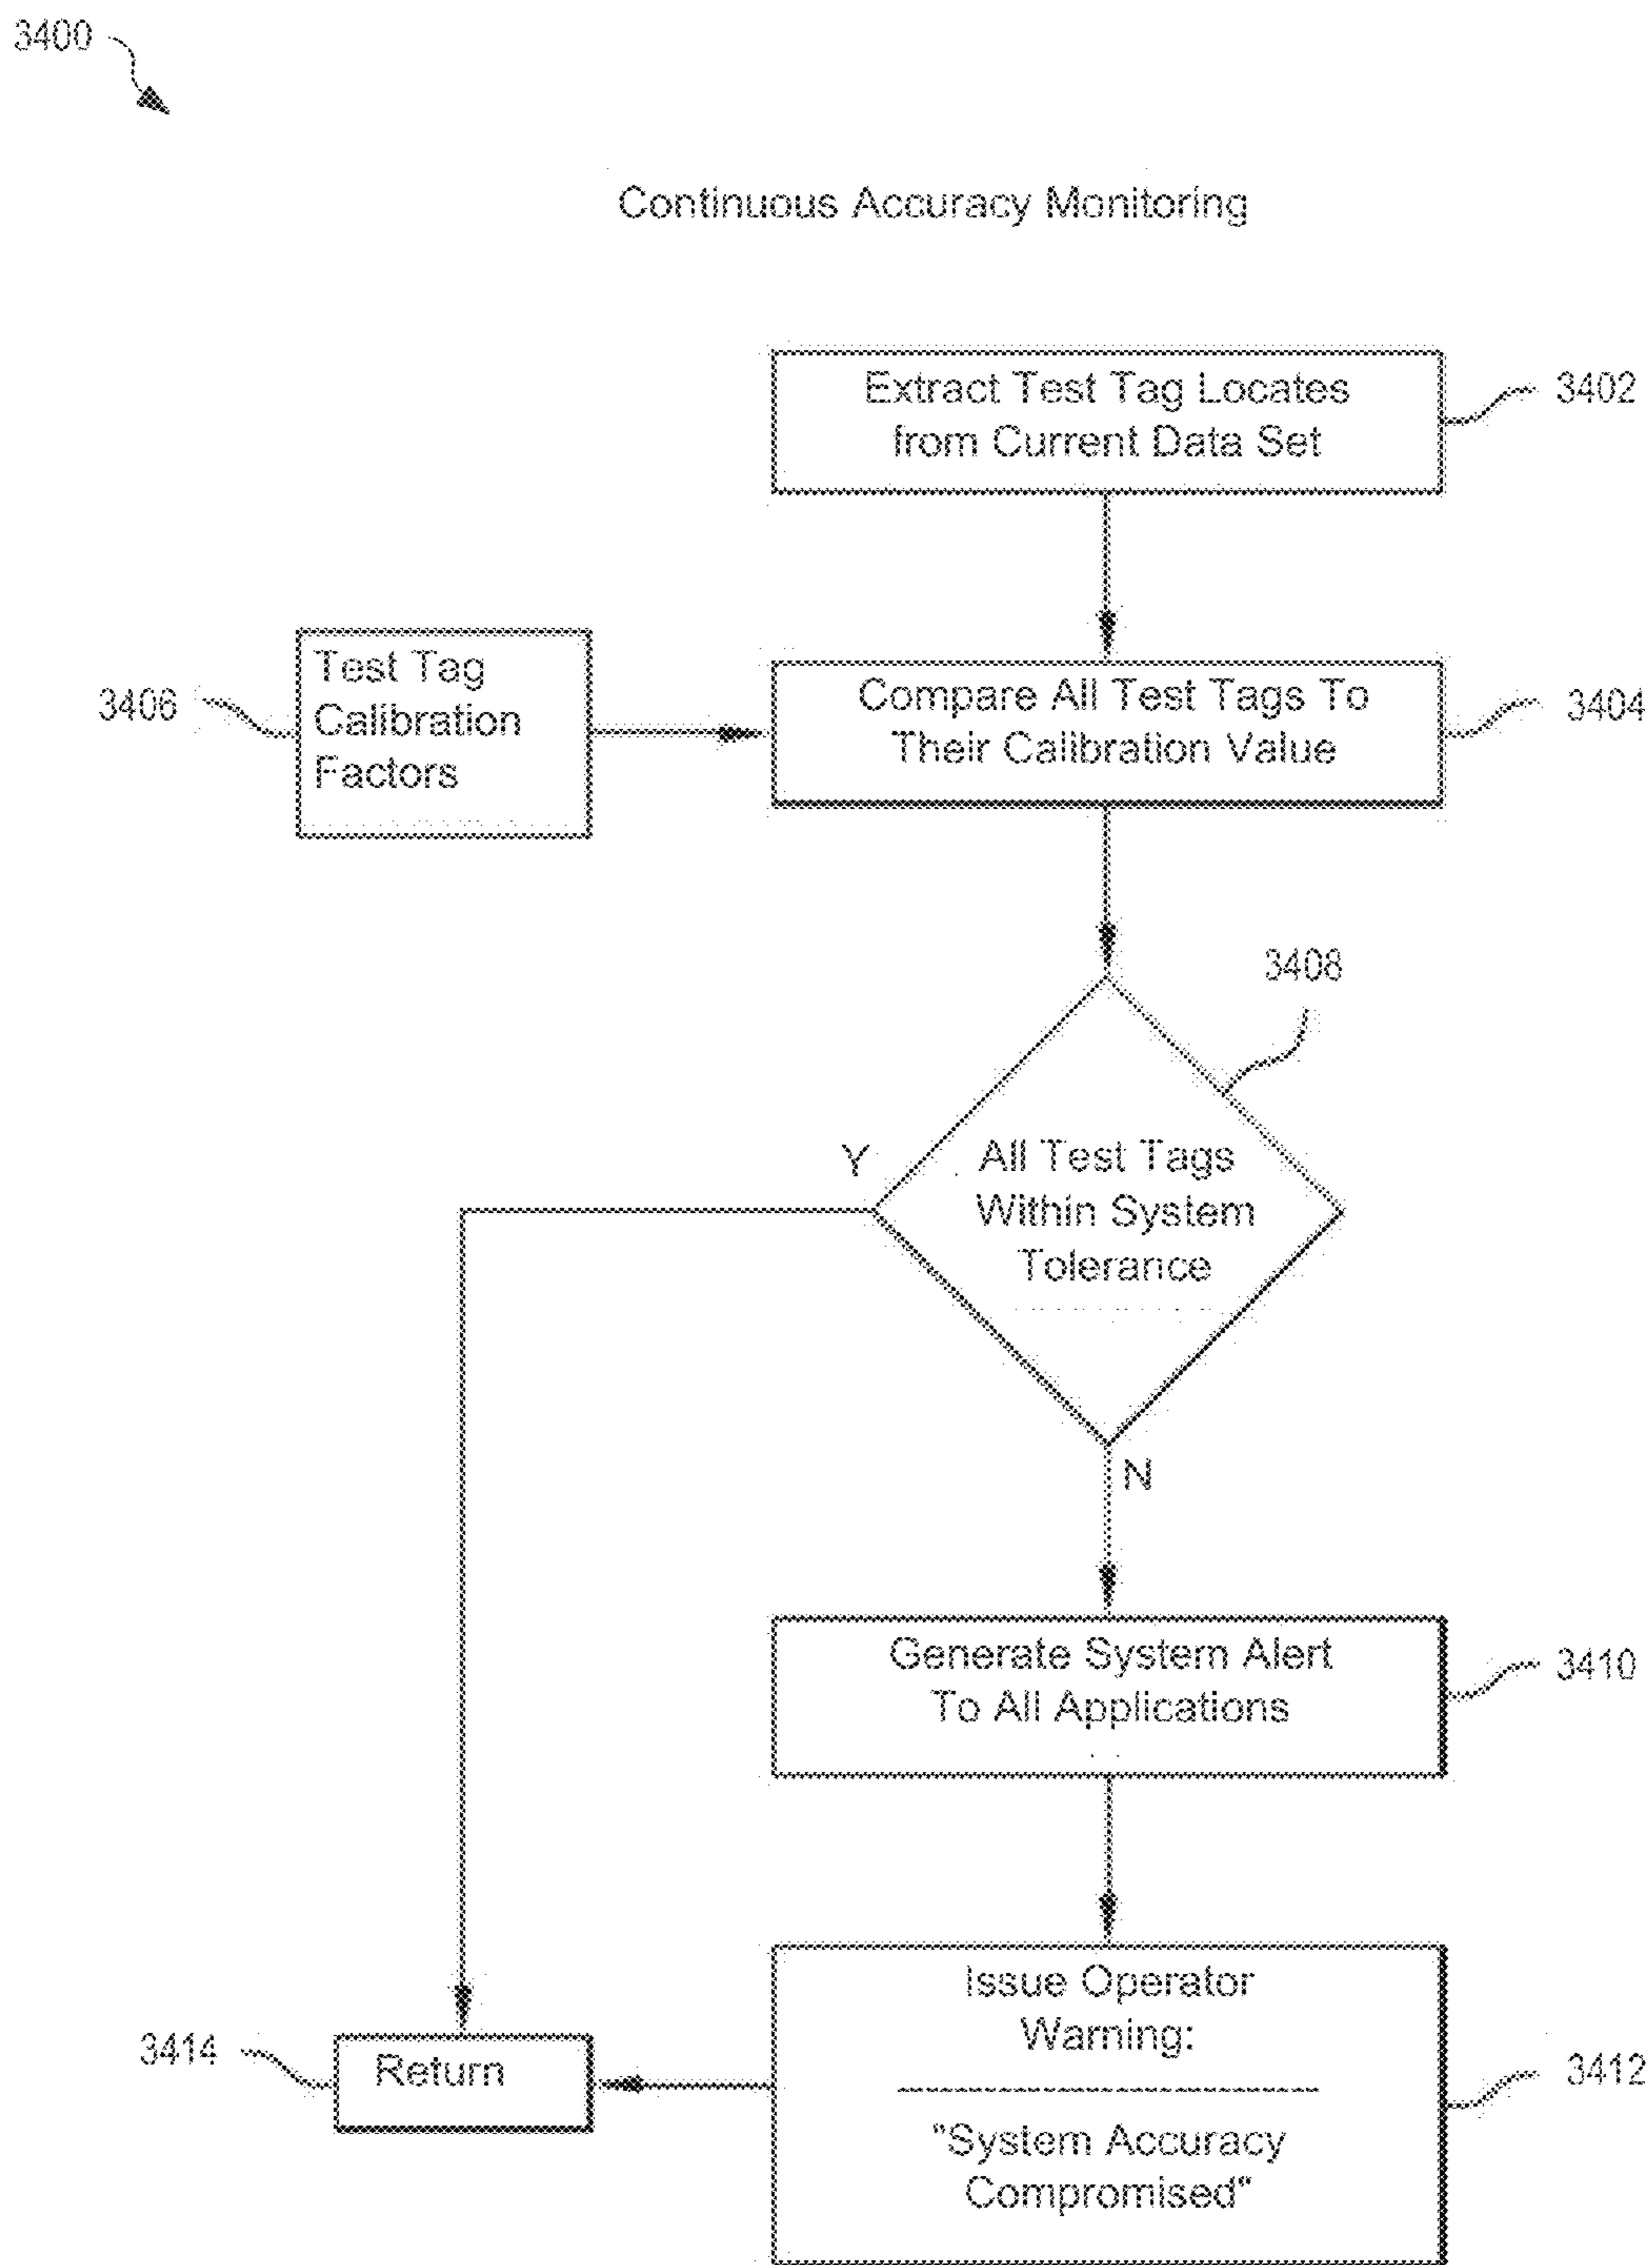 3400
Continuous Accuracy Monitoring
Extract Test Tag Locates
from Current Data Set
3402
Test Tag
Calibration
Factors
3406
Compare All Test Tags To
Their Calibration Value
3404
3408
All Test Tags
Within System
Tolerance
Y
N
Generate System Alert
To All Applications
3410
Issue Operator
Warning:
"System Accuracy
Compromised"
3412
3414
Return